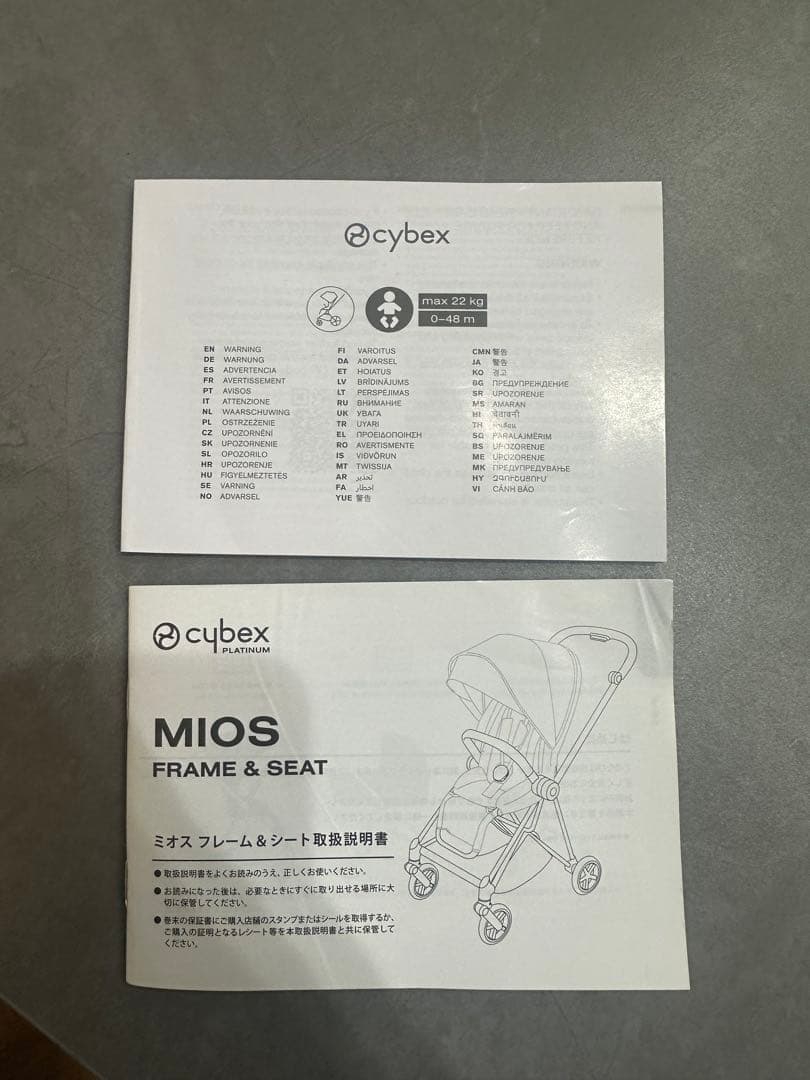 cybex
max 22 kg
0–48 m
EN WARNING
DE WARNUNG
ES ADVERTENCIA
FR AVERTISSEMENT
PT AVISOS
IT ATTENZIONE
NL WAARSCHUWING
PL OSTRZEŻENIE
CZ UPOZORNĚNÍ
SK UPOZORNENIE
SL OPOZORILO
HR UPOZORENJE
HU FIGYELMEZTETÉS
SE VARNING
NO ADVARSEL
FI VAROITUS
DA ADVARSEL
ET HOIATUS
LV BRĪDINĀJUMS
LT PERSPĖJIMAS
RU ВНИМАНИЕ
UK УВАГА
TR UYARI
EL ΠΡΟΕΙΔΟΠΟΙΗΣΗ
RO AVERTISMENTE
IS VIÐVÖRUN
MT TWISSIJA
AR تحذير
FA اخطار
YUE 警告
CMN 警告
JA 警告
KO 경고
BG ПРЕДУПРЕЖДЕНИЕ
SR UPOZORENJE
MS AMARAN
HI चेतावनी
TH คำเตือน
SQ PARALAJMËRIM
BS UPOZORENJE
ME UPOZORENJE
MK ПРЕДУПРЕДУВАЊЕ
HY ԶԳՈՒՇԱՑՈՒՄ
VI CẢNH BÁO
cybex
PLATINUM
MIOS
FRAME & SEAT
ミオス フレーム＆シート取扱説明書
● 取扱説明書をよくお読みのうえ、正しくお使いください。
● お読みになった後は、必要なときにすぐに取り出せる場所に大
切に保管してください。
● 巻末の保証書にご購入店舗のスタンプまたはシールを取得するか、
ご購入の証明となるレシート等を本取扱説明書と共に保管して
ください。